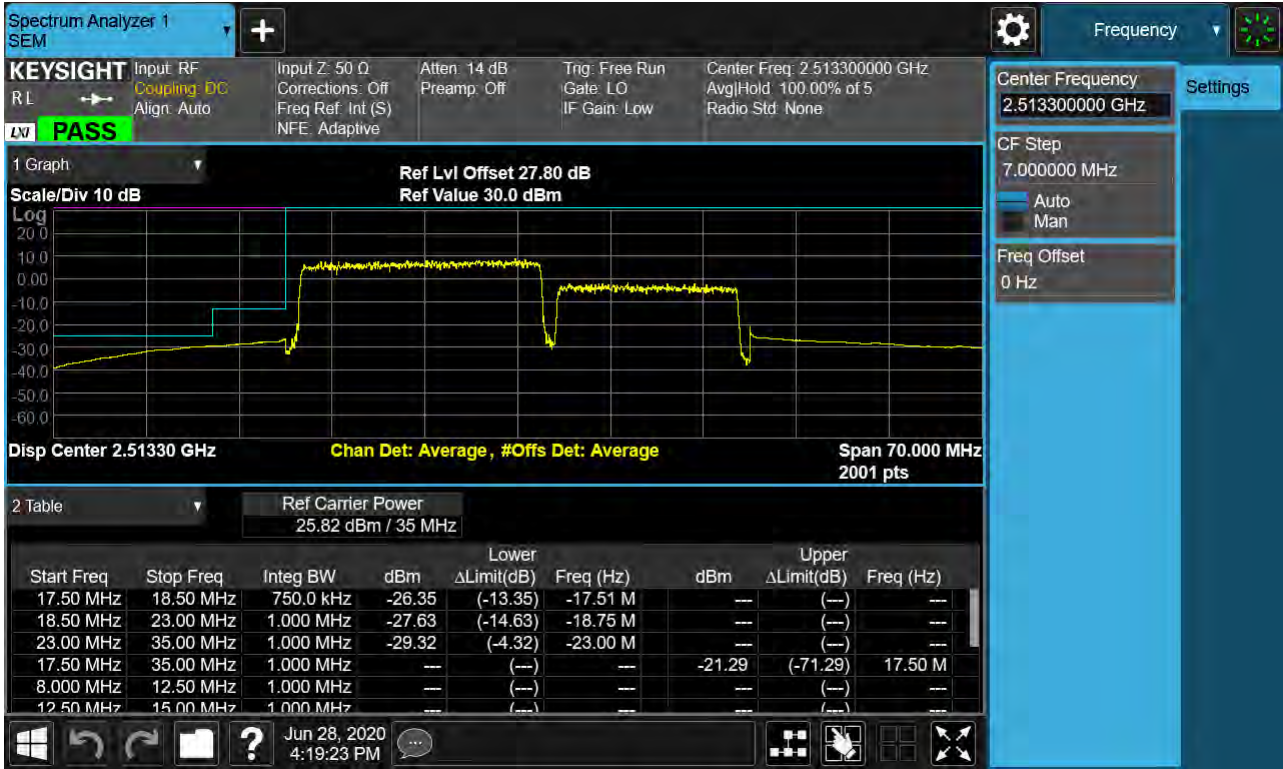 Spectrum Analyzer 1
SEM
Frequency
KEYSIGHT
Input: RF
Input Z: 50 Ω
Atten: 14 dB
Trig: Free Run
Center Freq: 2.513300000 GHz
R L
Coupling: DC
Corrections: Off
Preamp: Off
Gate: LO
Avg|Hold: 100.00% of 5
Align: Auto
Freq Ref: Int (S)
IF Gain: Low
Radio Std: None
NFE: Adaptive
LXI PASS
Center Frequency
2.513300000 GHz
Settings
CF Step
7.000000 MHz
Auto
Man
Freq Offset
0 Hz
1 Graph
Ref Lvl Offset 27.80 dB
Scale/Div 10 dB
Ref Value 30.0 dBm
Log
20.0
10.0
0.00
-10.0
-20.0
-30.0
-40.0
-50.0
-60.0
Disp Center 2.51330 GHz
Chan Det: Average, #Offs Det: Average
Span 70.000 MHz
2001 pts
2 Table
Ref Carrier Power
25.82 dBm / 35 MHz
Lower Upper
Start Freq Stop Freq Integ BW dBm ΔLimit(dB) Freq (Hz) dBm ΔLimit(dB) Freq (Hz)
17.50 MHz 18.50 MHz 750.0 kHz -26.35 (-13.35) -17.51 M --- (---) ---
18.50 MHz 23.00 MHz 1.000 MHz -27.63 (-14.63) -18.75 M --- (---) ---
23.00 MHz 35.00 MHz 1.000 MHz -29.32 (-4.32) -23.00 M --- (---) ---
17.50 MHz 35.00 MHz 1.000 MHz --- (---) --- -21.29 (-71.29) 17.50 M
8.000 MHz 12.50 MHz 1.000 MHz --- (---) --- --- (---) ---
12.50 MHz 15.00 MHz 1.000 MHz --- (---) --- --- (---) ---
?
Jun 28, 2020
4:19:23 PM